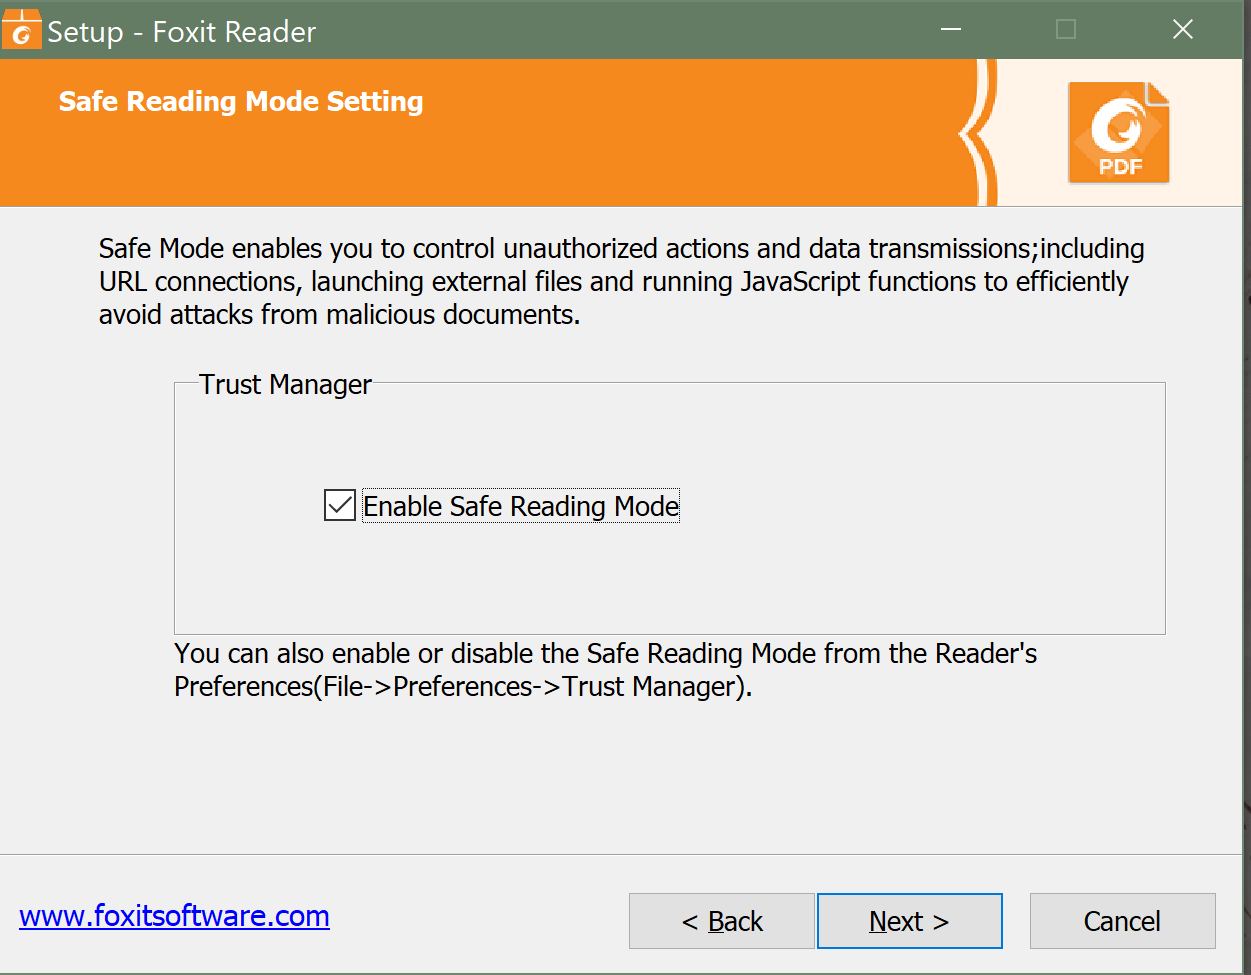 Setup - Foxit Reader
Safe Reading Mode Setting
PDF
Safe Mode enables you to control unauthorized actions and data transmissions;including
URL connections, launching external files and running JavaScript functions to efficiently
avoid attacks from malicious documents.
Trust Manager
Enable Safe Reading Mode
You can also enable or disable the Safe Reading Mode from the Reader's
Preferences(File->Preferences->Trust Manager).
www.foxitsoftware.com
< Back
Next >
Cancel